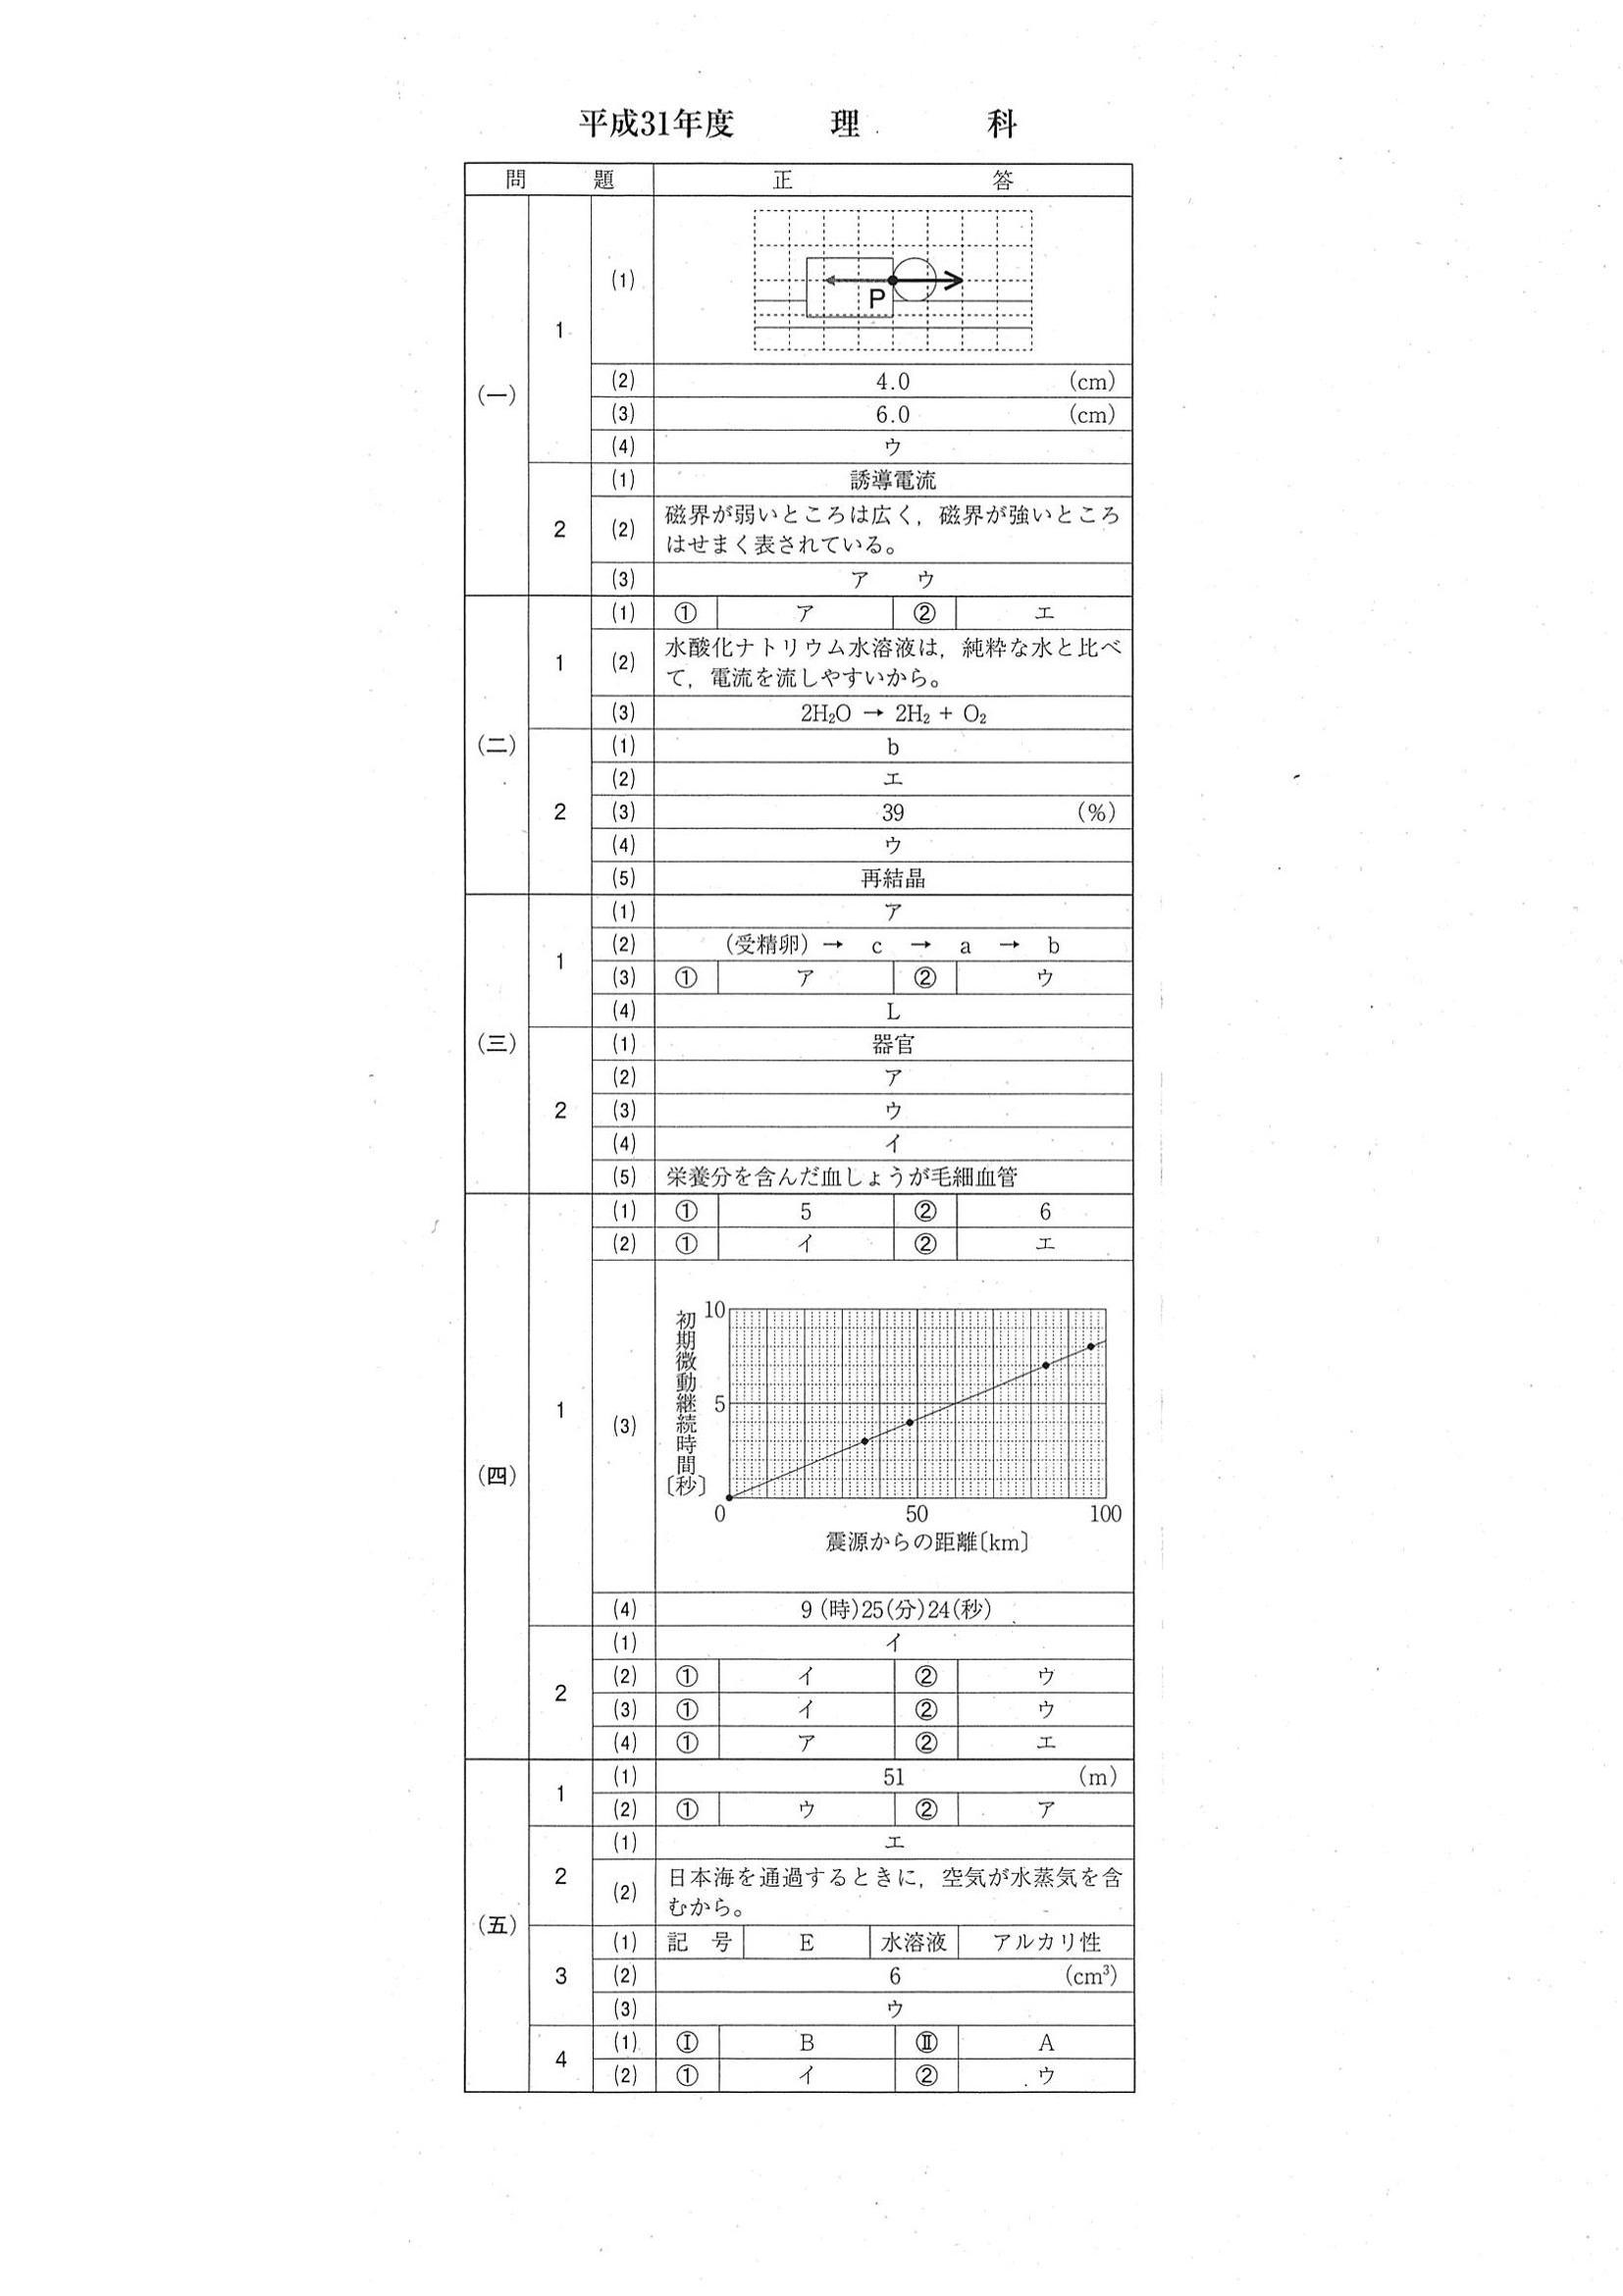 平成31年度 理 科
問 題 正 答
(一) 1 (1) P
(2) 4.0 (cm)
(3) 6.0 (cm)
(4) ウ
2 (1) 誘導電流
(2) 磁界が弱いところは広く，磁界が強いところ
はせまく表されている。
(3) ア ウ
(二) 1 (1) ① ア ② エ
(2) 水酸化ナトリウム水溶液は，純粋な水と比べ
て，電流を流しやすいから。
(3) 2H₂O → 2H₂ + O₂
2 (1) b
(2) エ
(3) 39 (%)
(4) ウ
(5) 再結晶
(三) 1 (1) ア
(2) (受精卵) → c → a → b
(3) ① ア ② ウ
(4) L
2 (1) 器官
(2) ア
(3) ウ
(4) イ
(5) 栄養分を含んだ血しょうが毛細血管
(四) 1 (1) ① 5 ② 6
(2) ① イ ② エ
(3) 初期微動継続時間〔秒〕
10
5
0 50 100
震源からの距離〔km〕
(4) 9(時)25(分)24(秒)
2 (1) イ
(2) ① イ ② ウ
(3) ① イ ② ウ
(4) ① ア ② エ
(五) 1 (1) 51 (m)
(2) ① ウ ② ア
2 (1) エ
(2) 日本海を通過するときに，空気が水蒸気を含
むから。
3 (1) 記 号 E 水溶液 アルカリ性
(2) 6 (cm³)
(3) ウ
4 (1) Ⓘ B Ⅱ A
(2) ① イ ② ウ